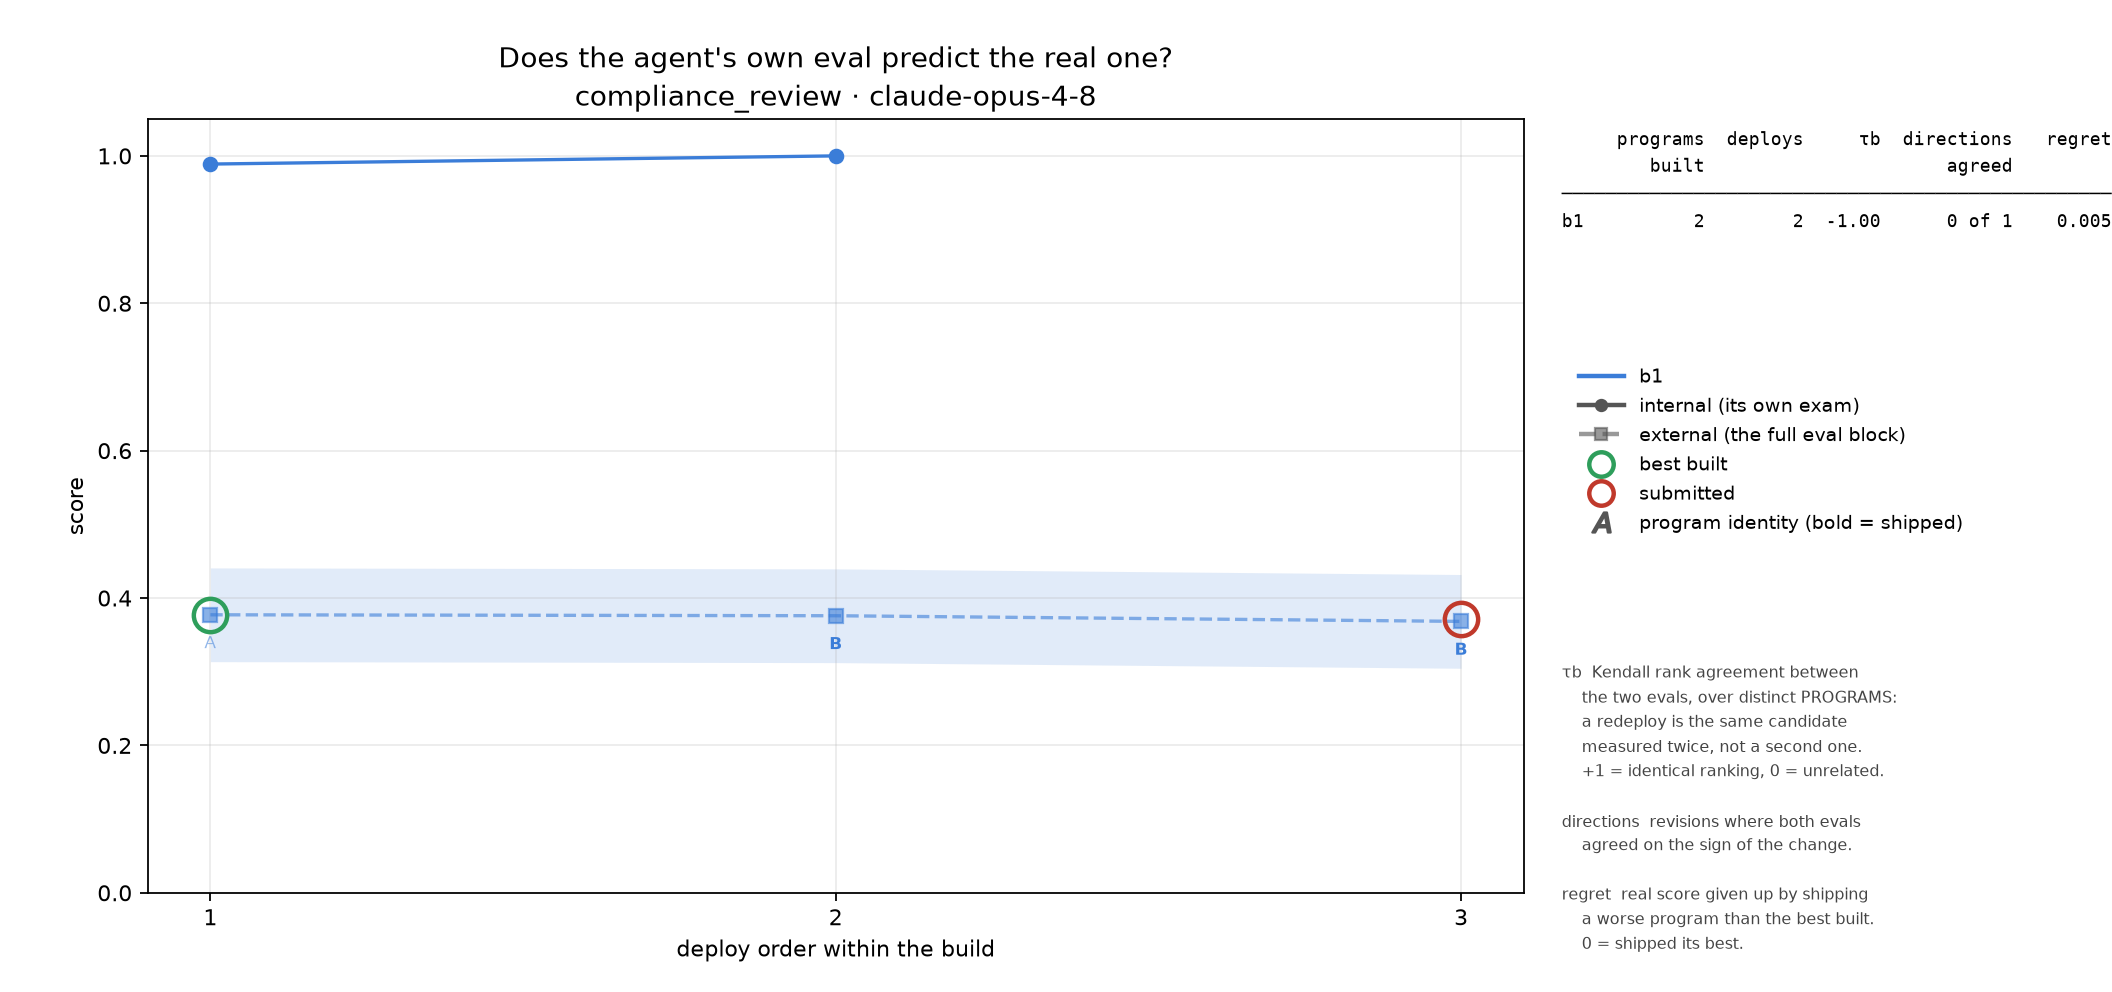 Does the agent's own eval predict the real one?
compliance_review · claude-opus-4-8
score
1.0
0.8
0.6
0.4
0.2
0.0
A
B
B
1
2
3
deploy order within the build
programs deploys τb directions regret
built agreed
b1 2 2 -1.00 0 of 1 0.005
b1
internal (its own exam)
external (the full eval block)
best built
submitted
A program identity (bold = shipped)
τb Kendall rank agreement between
the two evals, over distinct PROGRAMS:
a redeploy is the same candidate
measured twice, not a second one.
+1 = identical ranking, 0 = unrelated.
directions revisions where both evals
agreed on the sign of the change.
regret real score given up by shipping
a worse program than the best built.
0 = shipped its best.